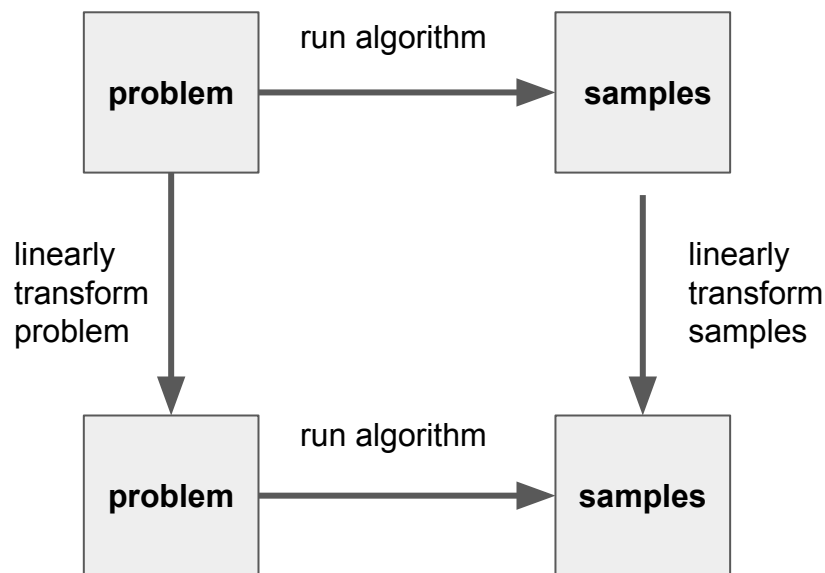 run algorithm
problem
samples
linearly
transform
problem
linearly
transform
samples
run algorithm
problem
samples